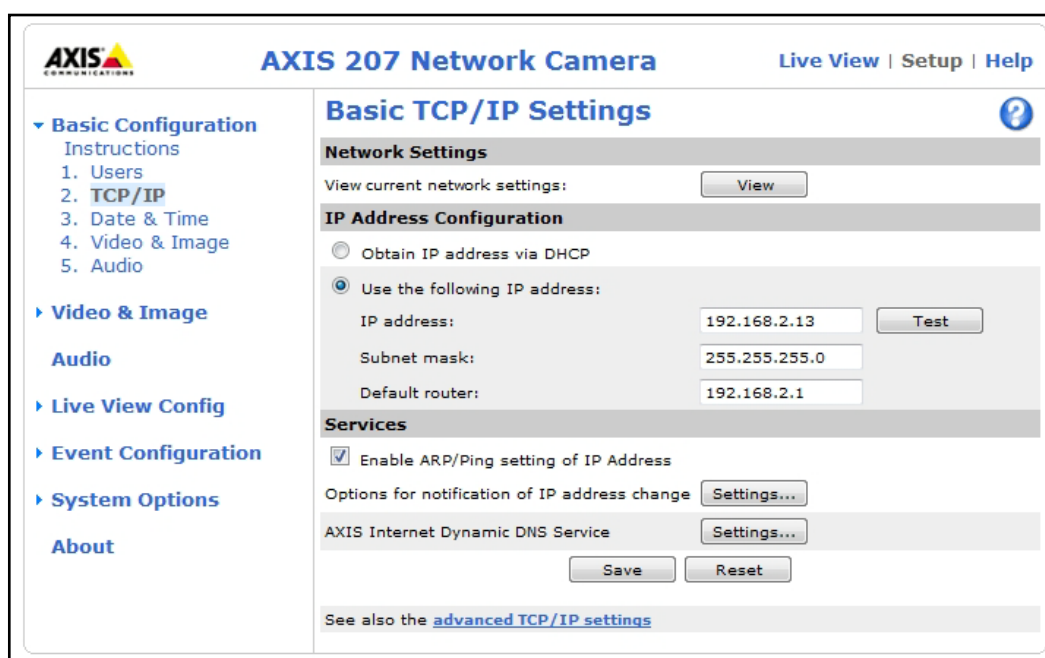 AXIS
COMMUNICATIONS
AXIS 207 Network Camera
Live View | Setup | Help
Basic Configuration
Instructions
1. Users
2. TCP/IP
3. Date & Time
4. Video & Image
5. Audio
Video & Image
Audio
Live View Config
Event Configuration
System Options
About
Basic TCP/IP Settings
?
Network Settings
View current network settings: View
IP Address Configuration
Obtain IP address via DHCP
Use the following IP address:
IP address: 192.168.2.13 Test
Subnet mask: 255.255.255.0
Default router: 192.168.2.1
Services
Enable ARP/Ping setting of IP Address
Options for notification of IP address change Settings...
AXIS Internet Dynamic DNS Service Settings...
Save Reset
See also the advanced TCP/IP settings